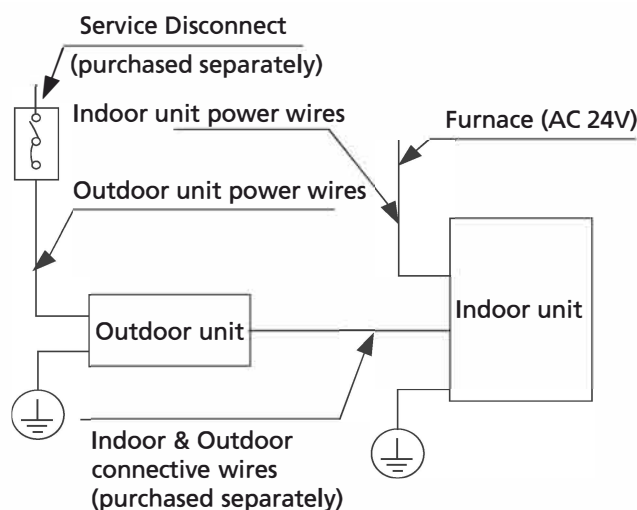 Service Disconnect
(purchased separately)
Indoor unit power wires
Furnace (AC 24V)
Outdoor unit power wires
Outdoor unit
Indoor unit
Indoor & Outdoor
connective wires
(purchased separately)